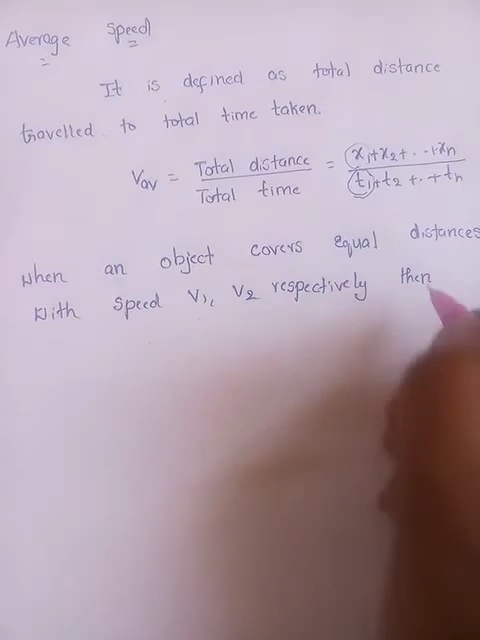 Average Speed
It is defined as total distance
travelled to total time taken.
Vav = Total distance / Total time = x1+x2+..+xn / t1+t2+.+tn
When an object covers equal distances
With speed V1, V2 respectively then